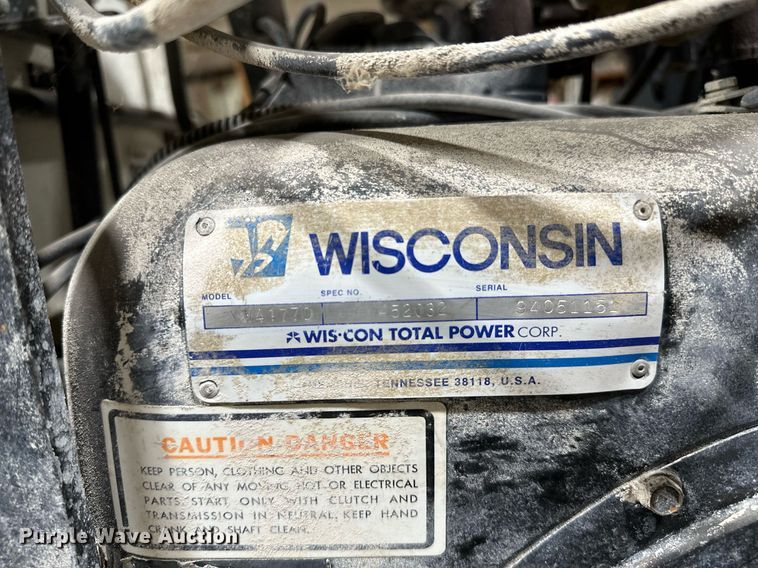 WISCONSIN
MODEL SPEC NO. SERIAL
452032 94051151
WIS-CON TOTAL POWER CORP.
TENNESSEE 38118, U.S.A.
CAUTION DANGER
KEEP PERSON, CLOTHING AND OTHER OBJECTS
CLEAR OF ANY MOVING, HOT OR ELECTRICAL
PARTS. START ONLY WITH CLUTCH AND
TRANSMISSION IN NEUTRAL. KEEP HAND
CRANK AND SHAFT CLEAN.
Purple Wave Auction